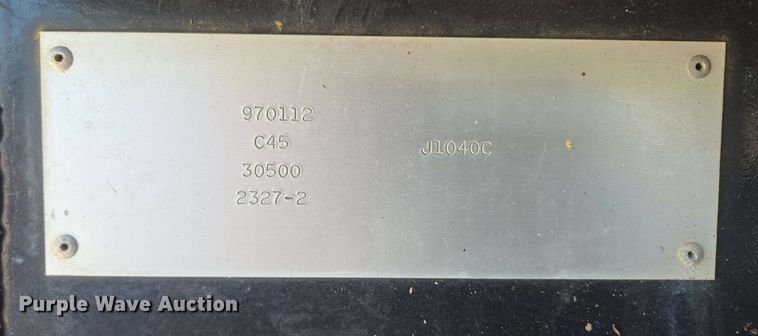 970112
C45
30500
2327-2
J1040C
Purple Wave Auction